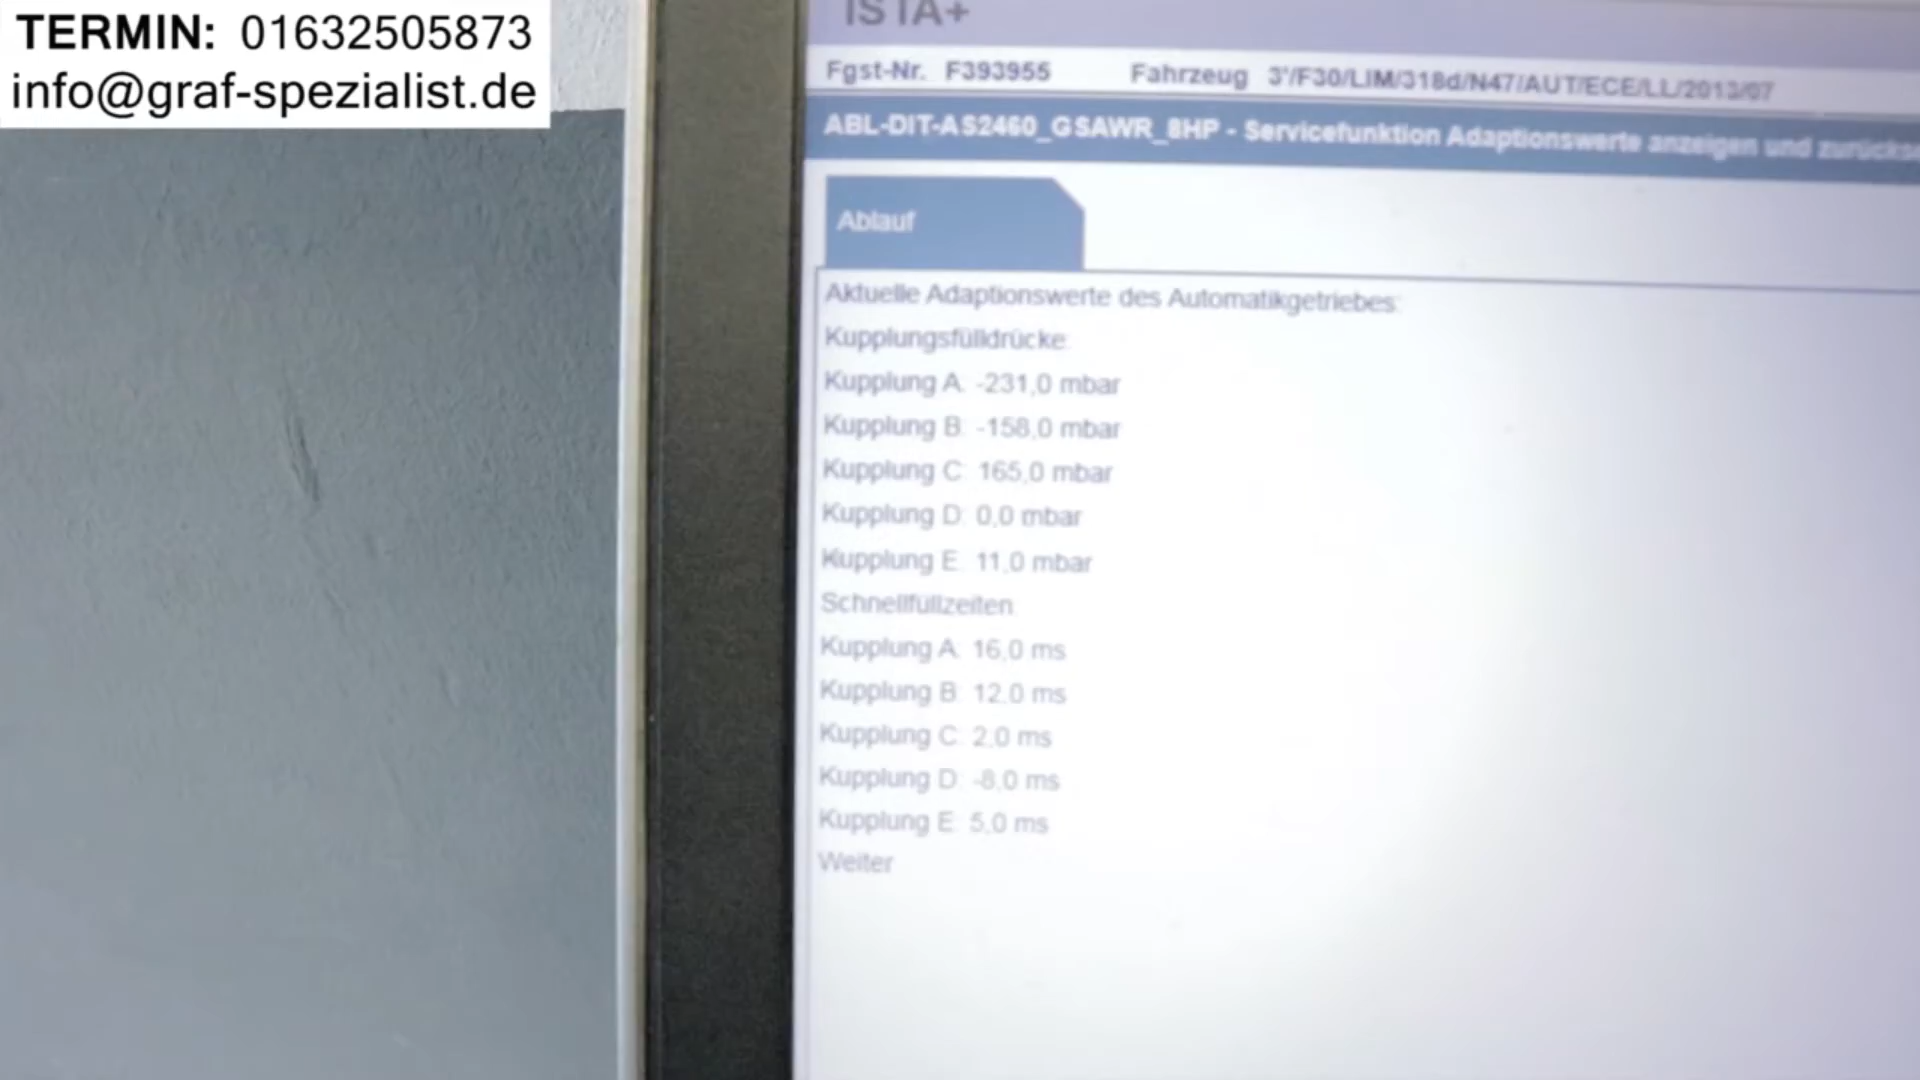 TERMIN: 01632505873
info@graf-spezialist.de
ISTA+
Fgst-Nr. F393955 Fahrzeug 3'/F30/LIM/318d/N47/AUT/ECE/LL/2013/07
ABL-DIT-AS2460_GSAWR_8HP - Servicefunktion Adaptionswerte anzeigen und zurückse
Ablauf
Aktuelle Adaptionswerte des Automatikgetriebes:
Kupplungsfülldrücke:
Kupplung A: -231,0 mbar
Kupplung B: -158,0 mbar
Kupplung C: 165,0 mbar
Kupplung D: 0,0 mbar
Kupplung E: 11,0 mbar
Schnellfüllzeiten:
Kupplung A: 16,0 ms
Kupplung B: 12,0 ms
Kupplung C: 2,0 ms
Kupplung D: -8,0 ms
Kupplung E: 5,0 ms
Weiter